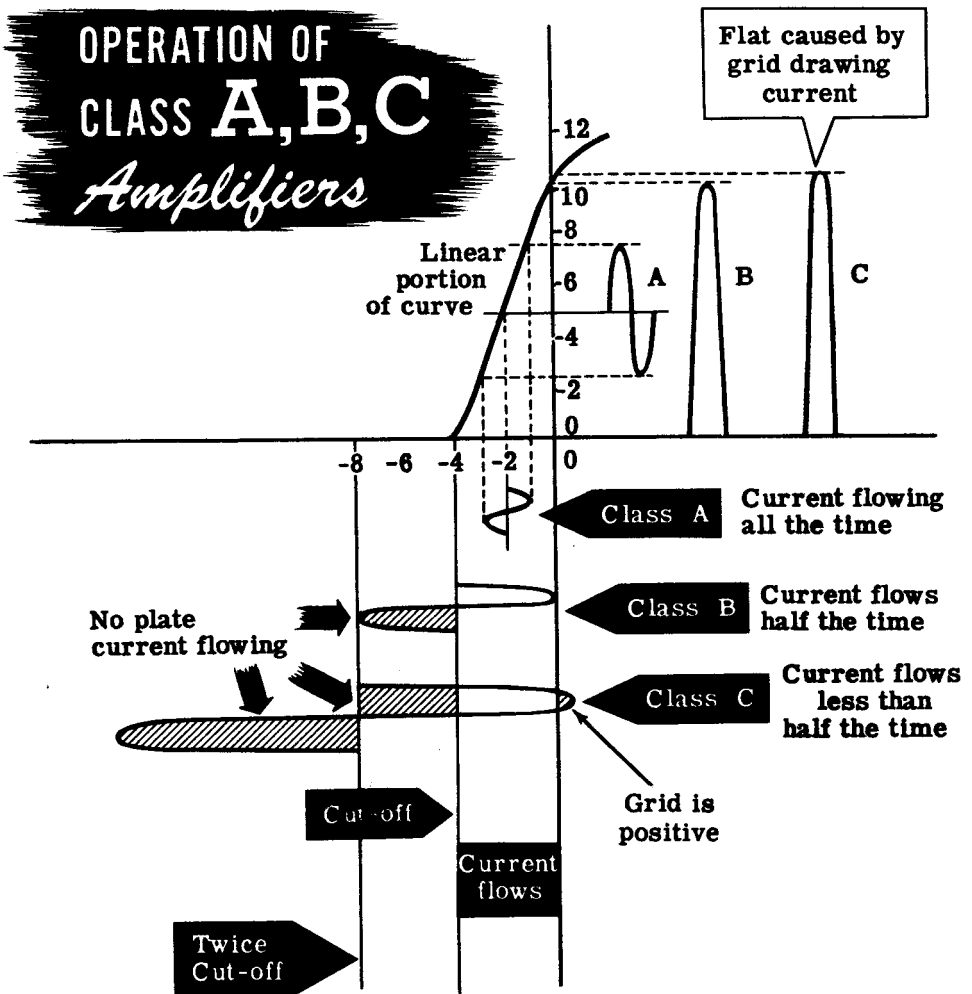 OPERATION OF
CLASS A, B, C
Amplifiers
Flat caused by
grid drawing
current
-12
10
-8
-6
-4
-2
0
Linear
portion
of curve
A
B
C
-8
-6
-4
-2
0
Class A
Current flowing
all the time
No plate
current flowing
Class B
Current flows
half the time
Class C
Current flows
less than
half the time
Cut-off
Grid is
positive
Current
flows
Twice
Cut-off